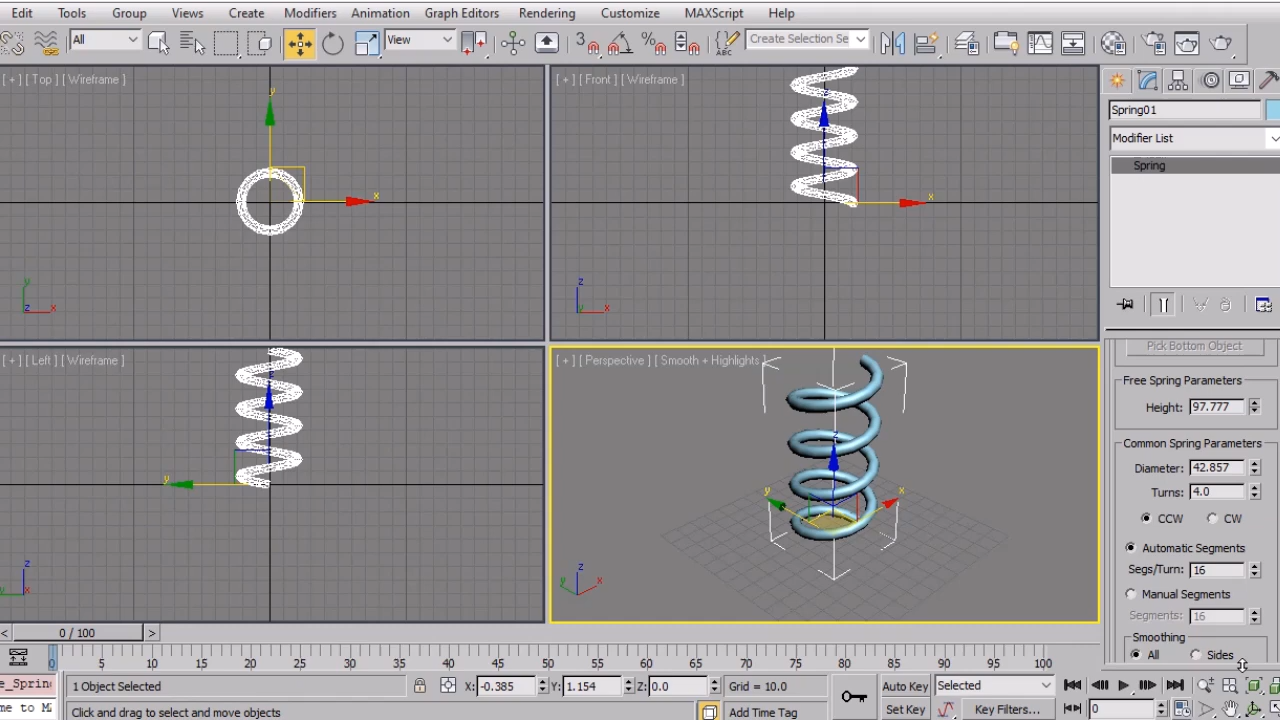 Edit Tools Group Views Create Modifiers Animation Graph Editors Rendering Customize MAXScript Help
All View 3 % ABC Create Selection Se
[ + ] [ Top ] [ Wireframe ]
y
x
y
z x
[ + ] [ Front ] [ Wireframe ]
z
x
z
y x
[ + ] [ Left ] [ Wireframe ]
z
y
z
y x
[ + ] [ Perspective ] [ Smooth + Highlights ]
z
y x
z
y x
Spring01
Modifier List
Spring
Pick Bottom Object
Free Spring Parameters
Height: 97.777
Common Spring Parameters
Diameter: 42.857
Turns: 4.0
CCW CW
Automatic Segments
Segs/Turn: 16
Manual Segments
Segments: 16
Smoothing
All Sides
< 0 / 100 >
0 5 10 15 20 25 30 35 40 45 50 55 60 65 70 75 80 85 90 95 100
e_Sprin 1 Object Selected X: -0.385 Y: 1.154 Z: 0.0 Grid = 10.0 Auto Key Selected
me to M Click and drag to select and move objects Add Time Tag Set Key Key Filters... 0